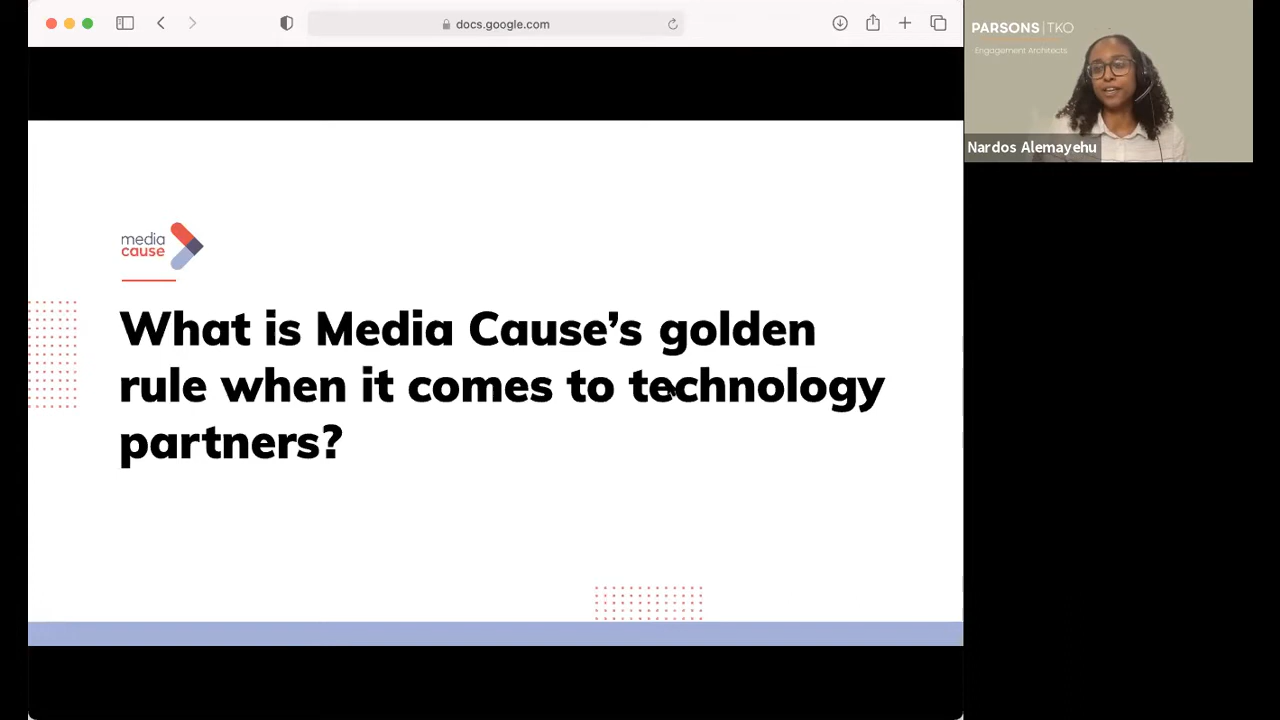 docs.google.com
PARSONS|TKO
Engagement Architects
Nardos Alemayehu
media
cause
What is Media Cause’s golden
rule when it comes to technology
partners?